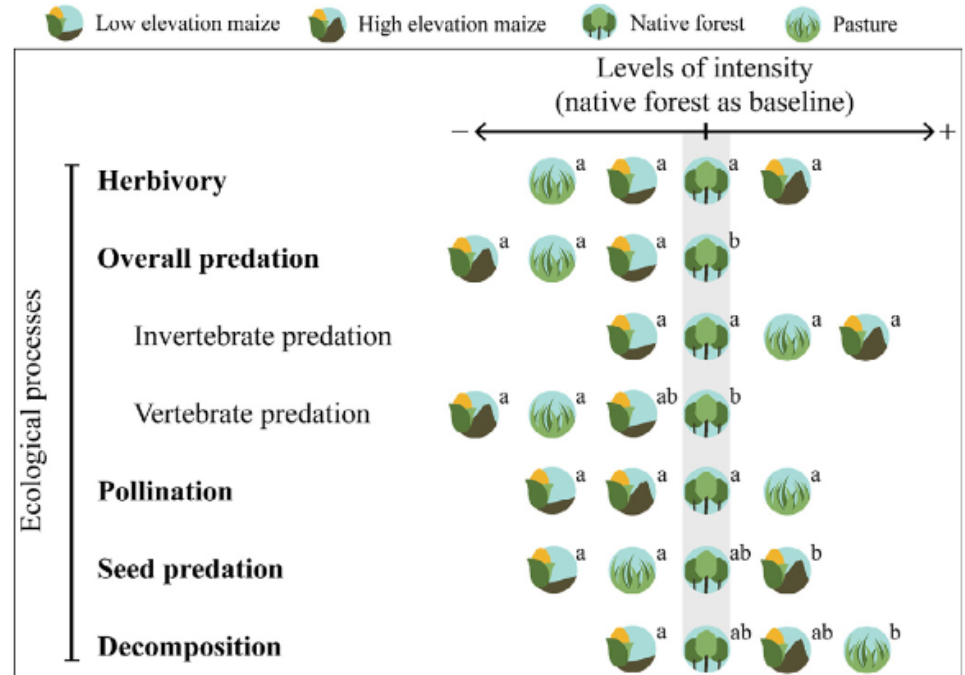 Low elevation maize High elevation maize Native forest Pasture
Levels of intensity
(native forest as baseline)
− +
Ecological processes
Herbivory a a a a
Overall predation a a a b
Invertebrate predation a a a a
Vertebrate predation a a ab b
Pollination a a a a
Seed predation a a ab b
Decomposition a ab ab b